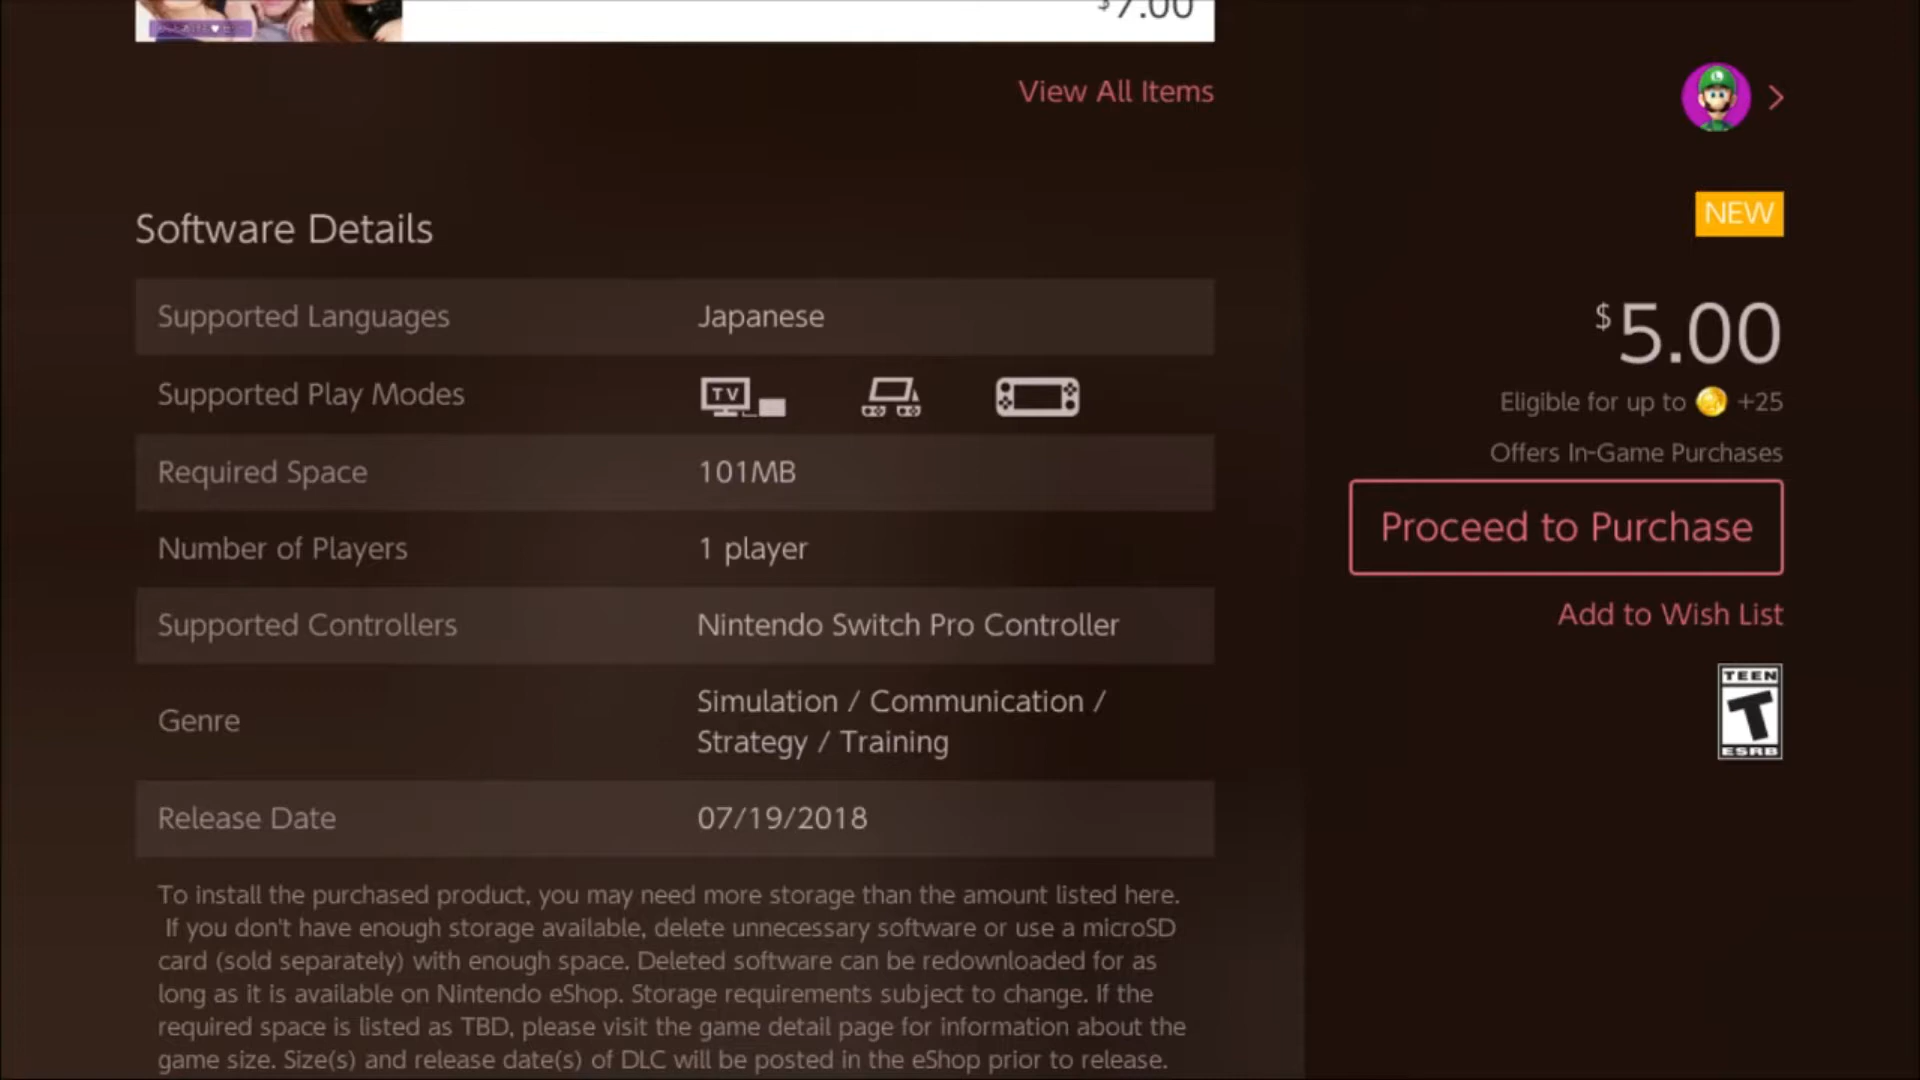 $7.00
View All Items
NEW
Software Details
Supported Languages Japanese
$5.00
Supported Play Modes TV
Eligible for up to +25
Offers In-Game Purchases
Required Space 101MB
Proceed to Purchase
Number of Players 1 player
Add to Wish List
Supported Controllers Nintendo Switch Pro Controller
TEEN
T
ESRB
Genre Simulation / Communication /
Strategy / Training
Release Date 07/19/2018
To install the purchased product, you may need more storage than the amount listed here.
If you don't have enough storage available, delete unnecessary software or use a microSD
card (sold separately) with enough space. Deleted software can be redownloaded for as
long as it is available on Nintendo eShop. Storage requirements subject to change. If the
required space is listed as TBD, please visit the game detail page for information about the
game size. Size(s) and release date(s) of DLC will be posted in the eShop prior to release.